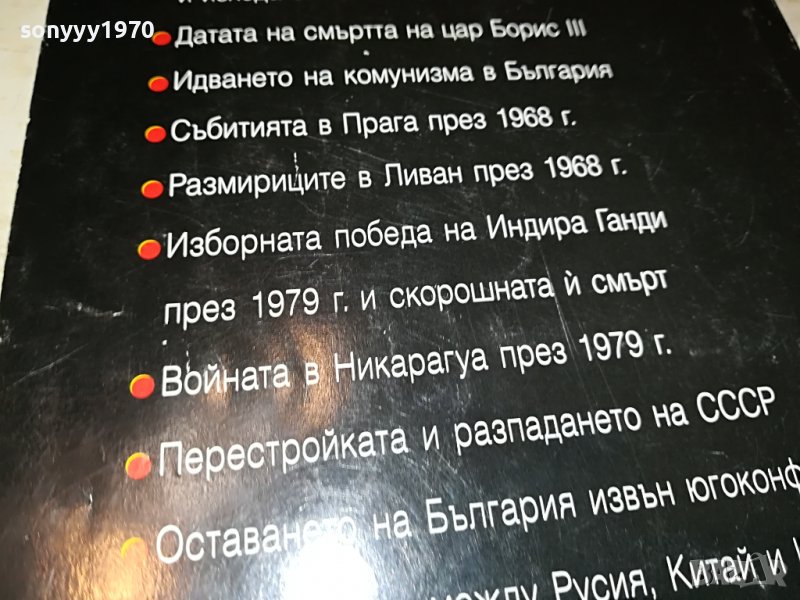 sonyyy1970
Датата на смъртта на цар Борис III
Идването на комунизма в България
Събитията в Прага през 1968 г.
Размириците в Ливан през 1968 г.
Изборната победа на Индира Ганди
през 1979 г. и скорошната ѝ смърт
Войната в Никарагуа през 1979 г.
Перестройката и разпадането на СССР
Оставането на България извън югоконф
между Русия, Китай и